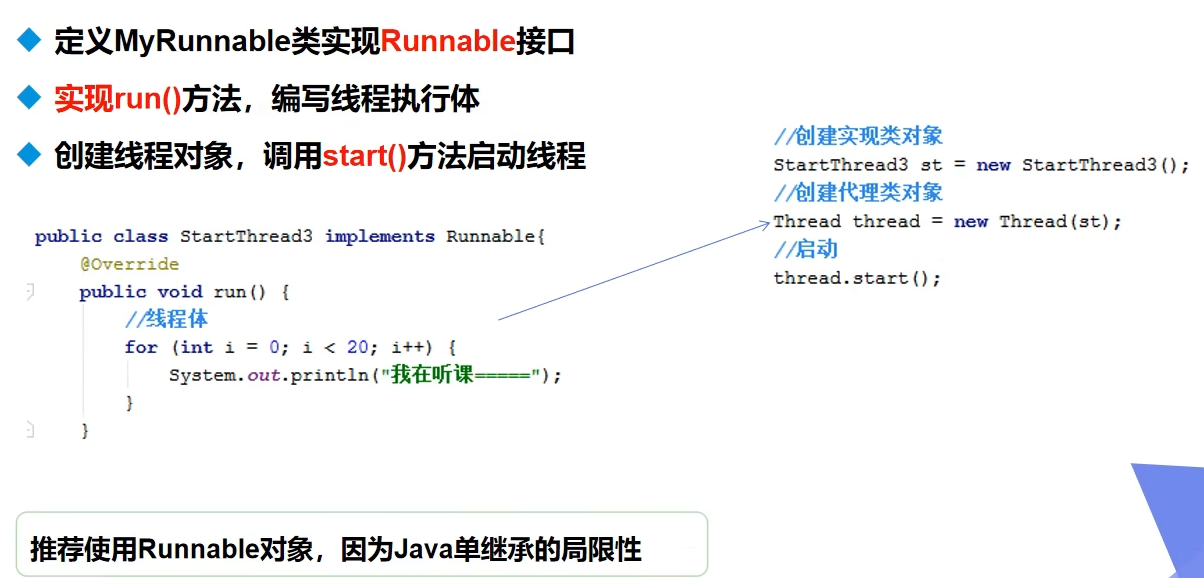 定义MyRunnable类实现Runnable接口
实现run()方法，编写线程执行体
创建线程对象，调用start()方法启动线程
public class StartThread3 implements Runnable{
@Override
public void run() {
//线程体
for (int i = 0; i < 20; i++) {
System.out.println("我在听课=====");
}
}
//创建实现类对象
StartThread3 st = new StartThread3();
//创建代理类对象
Thread thread = new Thread(st);
//启动
thread.start();
推荐使用Runnable对象，因为Java单继承的局限性